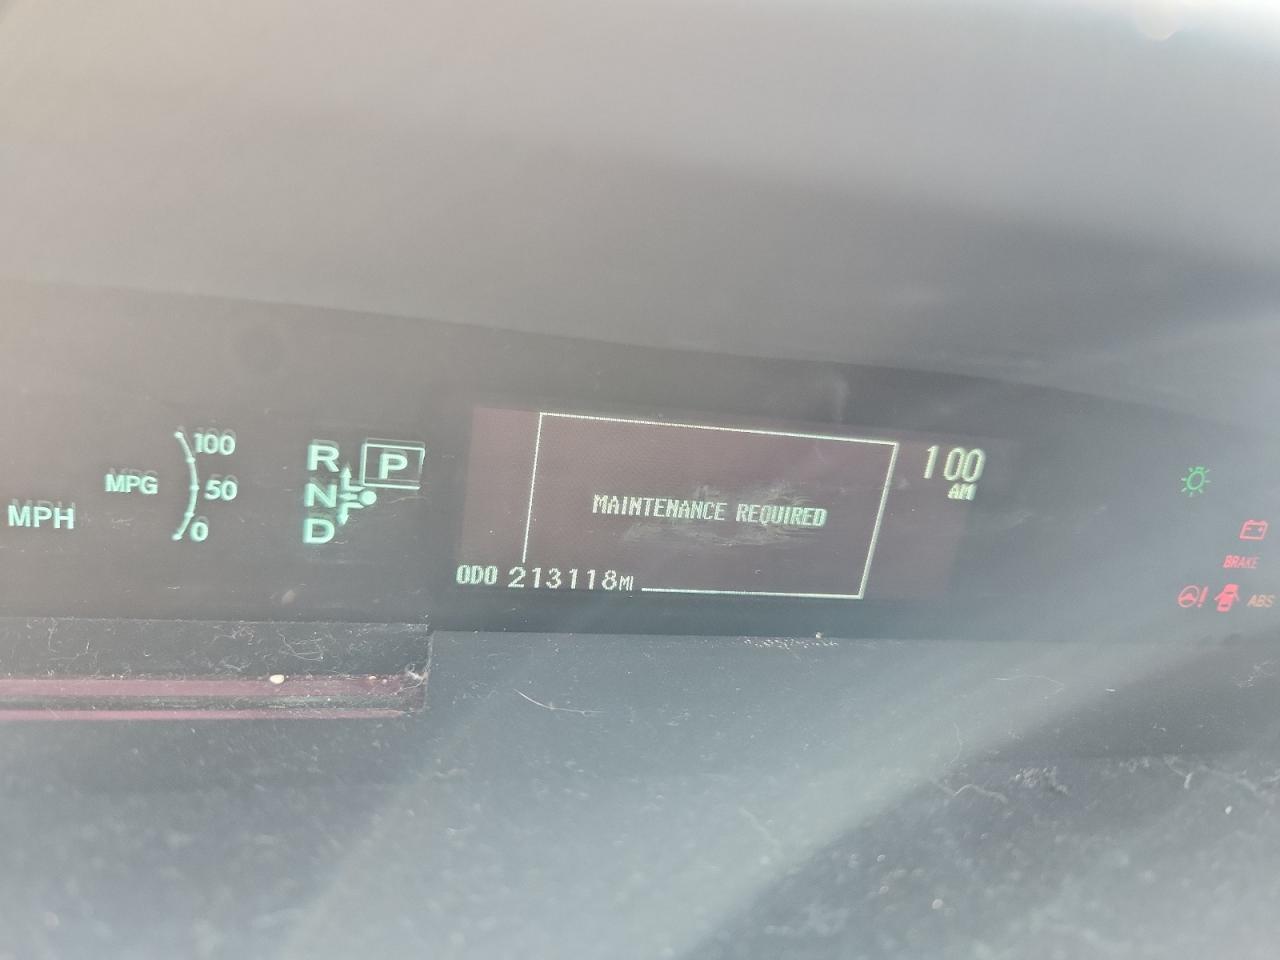 MPH
MPG
100
50
0
R
N
D
P
MAINTENANCE REQUIRED
100
AM
ODO 213118MI
BRAKE
ABS